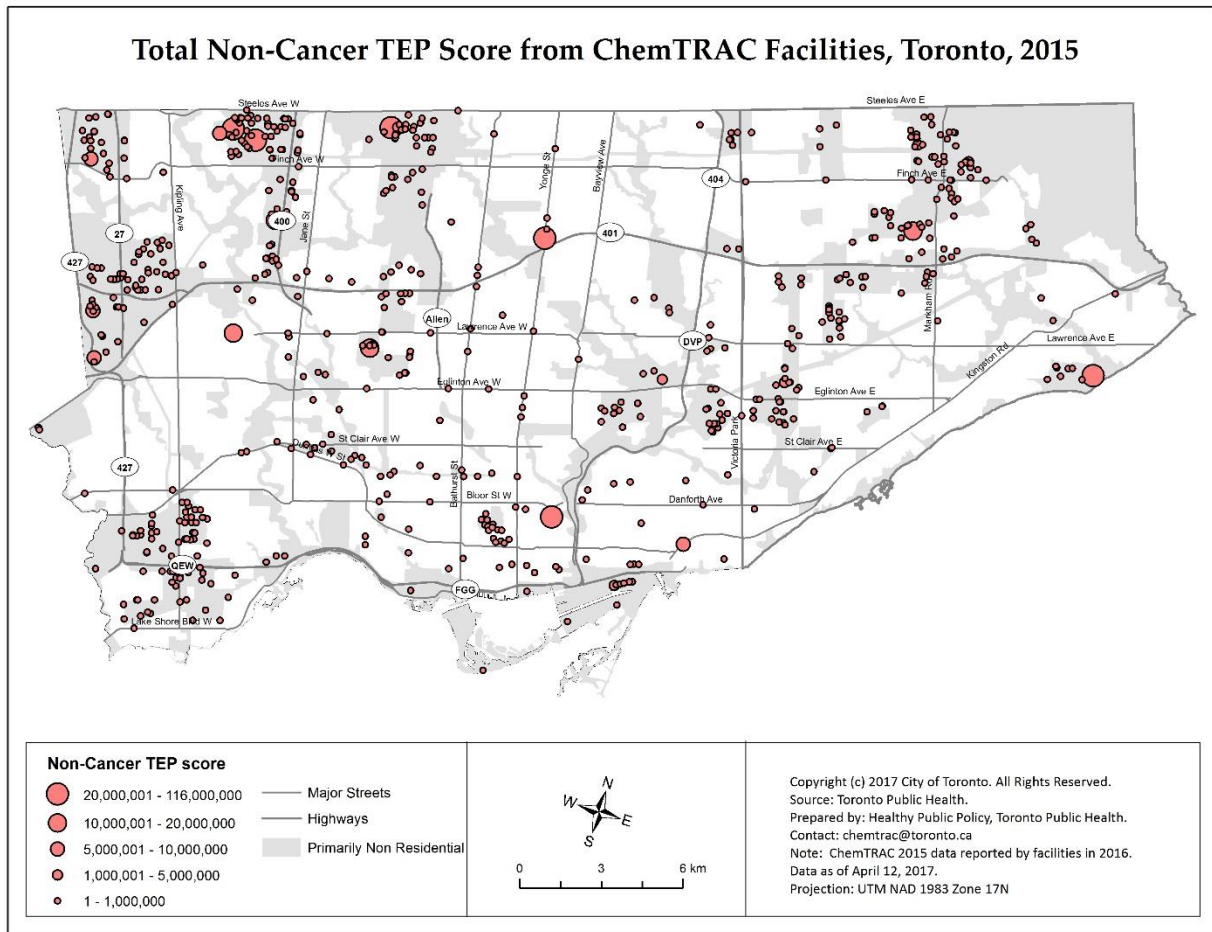 Total Non-Cancer TEP Score from ChemTRAC Facilities, Toronto, 2015
Steeles Ave W
Steeles Ave E
Finch Ave W
Finch Ave E
Kipling Ave
Yonge St
Bayview Ave
404
27
400
Jane St
401
427
Markham Rd
Allen
Lawrence Ave W
DVP
Lawrence Ave E
Kingston Rd
Eglinton Ave W
Eglinton Ave E
Victoria Park
St Clair Ave W
St Clair Ave E
427
Bathurst St
Bloor St W
Danforth Ave
QEW
FGG
Lake Shore Blvd W
Non-Cancer TEP score
20,000,001 - 116,000,000
10,000,001 - 20,000,000
5,000,001 - 10,000,000
1,000,001 - 5,000,000
1 - 1,000,000
Major Streets
Highways
Primarily Non Residential
N
W
E
S
0 3 6 km
Copyright (c) 2017 City of Toronto. All Rights Reserved.
Source: Toronto Public Health.
Prepared by: Healthy Public Policy, Toronto Public Health.
Contact: chemtrac@toronto.ca
Note: ChemTRAC 2015 data reported by facilities in 2016.
Data as of April 12, 2017.
Projection: UTM NAD 1983 Zone 17N